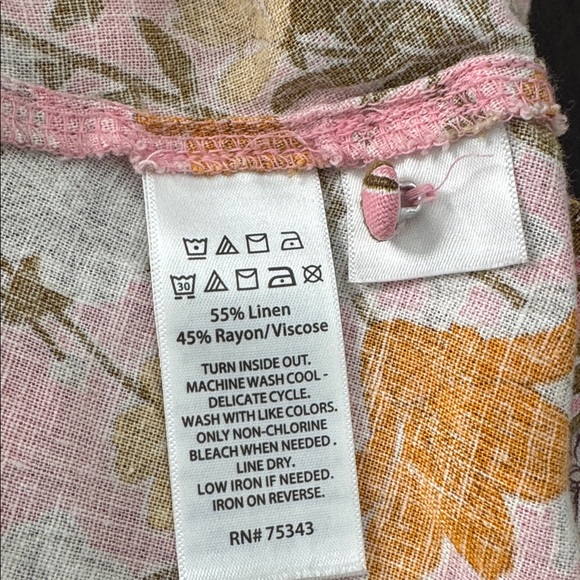 30
55% Linen
45% Rayon/Viscose
TURN INSIDE OUT.
MACHINE WASH COOL -
DELICATE CYCLE.
WASH WITH LIKE COLORS.
ONLY NON-CHLORINE
BLEACH WHEN NEEDED.
LINE DRY.
LOW IRON IF NEEDED.
IRON ON REVERSE.
RN# 75343